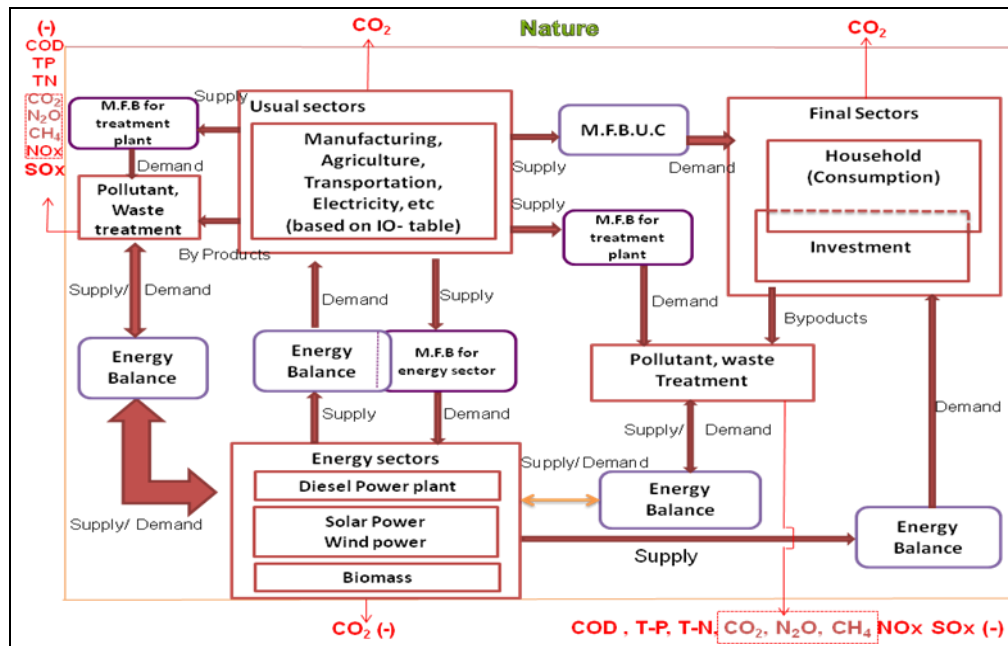 Nature
(-)
COD
TP
TN
CO₂
N₂O
CH₄
NOx
SOx
CO₂
CO₂
M.F.B for
treatment
plant
Supply
Demand
Pollutant,
Waste
treatment
By Products
Usual sectors
Manufacturing,
Agriculture,
Transportation,
Electricity, etc
(based on IO- table)
Supply
M.F.B.U.C
Demand
Supply
M.F.B for
treatment
plant
Final Sectors
Household
(Consumption)
Investment
Supply/ Demand
Energy
Balance
Supply/ Demand
Demand
Supply
Energy
Balance
M.F.B for
energy sector
Supply
Demand
Demand
Bypoducts
Pollutant, waste
Treatment
Supply/ Demand
Supply/Demand
Energy
Balance
Demand
Energy
Balance
Supply
Energy sectors
Diesel Power plant
Solar Power
Wind power
Biomass
CO₂ (-)
COD , T-P, T-N, CO₂, N₂O, CH₄ NOx SOx (-)